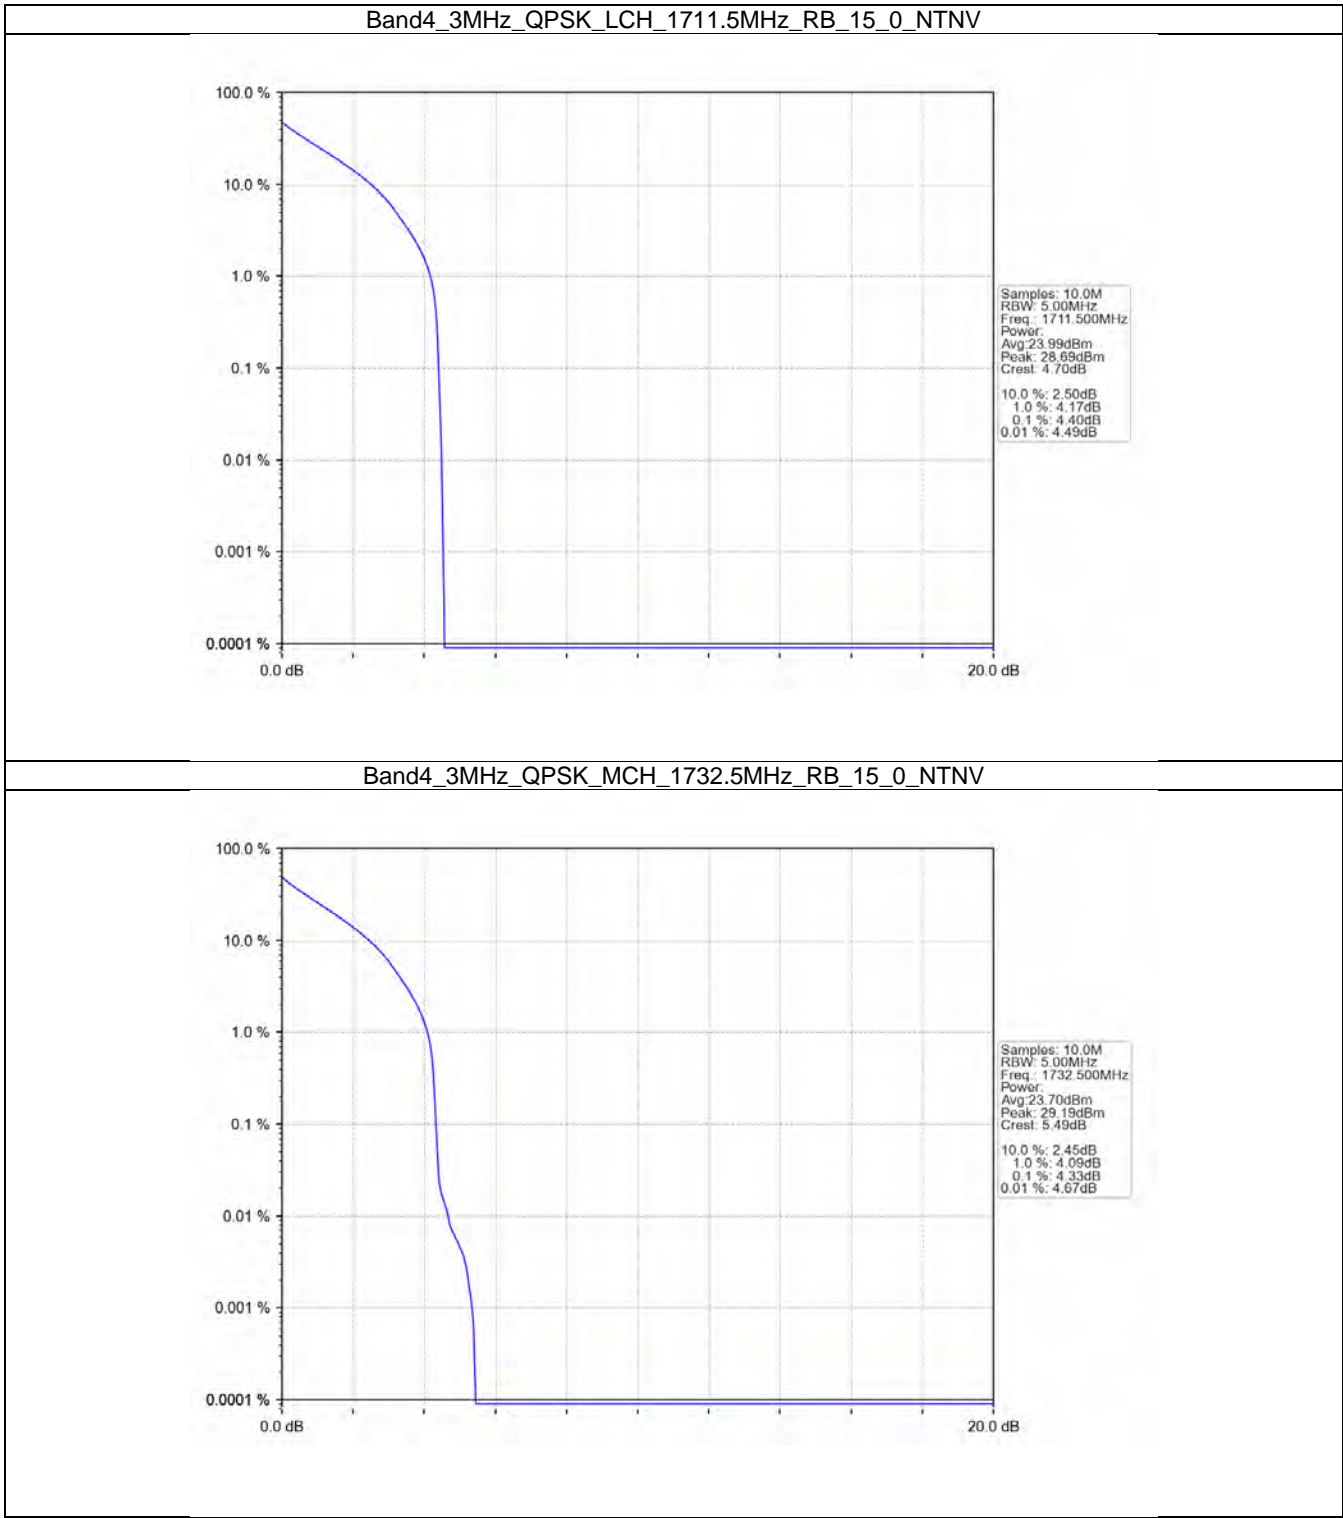 Band4_3MHz_QPSK_LCH_1711.5MHz_RB_15_0_NTNV
100.0 %
10.0 %
1.0 %
0.1 %
0.01 %
0.001 %
0.0001 %
0.0 dB
20.0 dB
Samples: 10.0M
RBW: 5.00MHz
Freq.: 1711.500MHz
Power:
Avg:23.99dBm
Peak: 28.69dBm
Crest: 4.70dB
10.0 %: 2.50dB
1.0 %: 4.17dB
0.1 %: 4.40dB
0.01 %: 4.49dB
Band4_3MHz_QPSK_MCH_1732.5MHz_RB_15_0_NTNV
100.0 %
10.0 %
1.0 %
0.1 %
0.01 %
0.001 %
0.0001 %
0.0 dB
20.0 dB
Samples: 10.0M
RBW: 5.00MHz
Freq.: 1732.500MHz
Power:
Avg:23.70dBm
Peak: 29.19dBm
Crest: 5.49dB
10.0 %: 2.45dB
1.0 %: 4.09dB
0.1 %: 4.33dB
0.01 %: 4.67dB